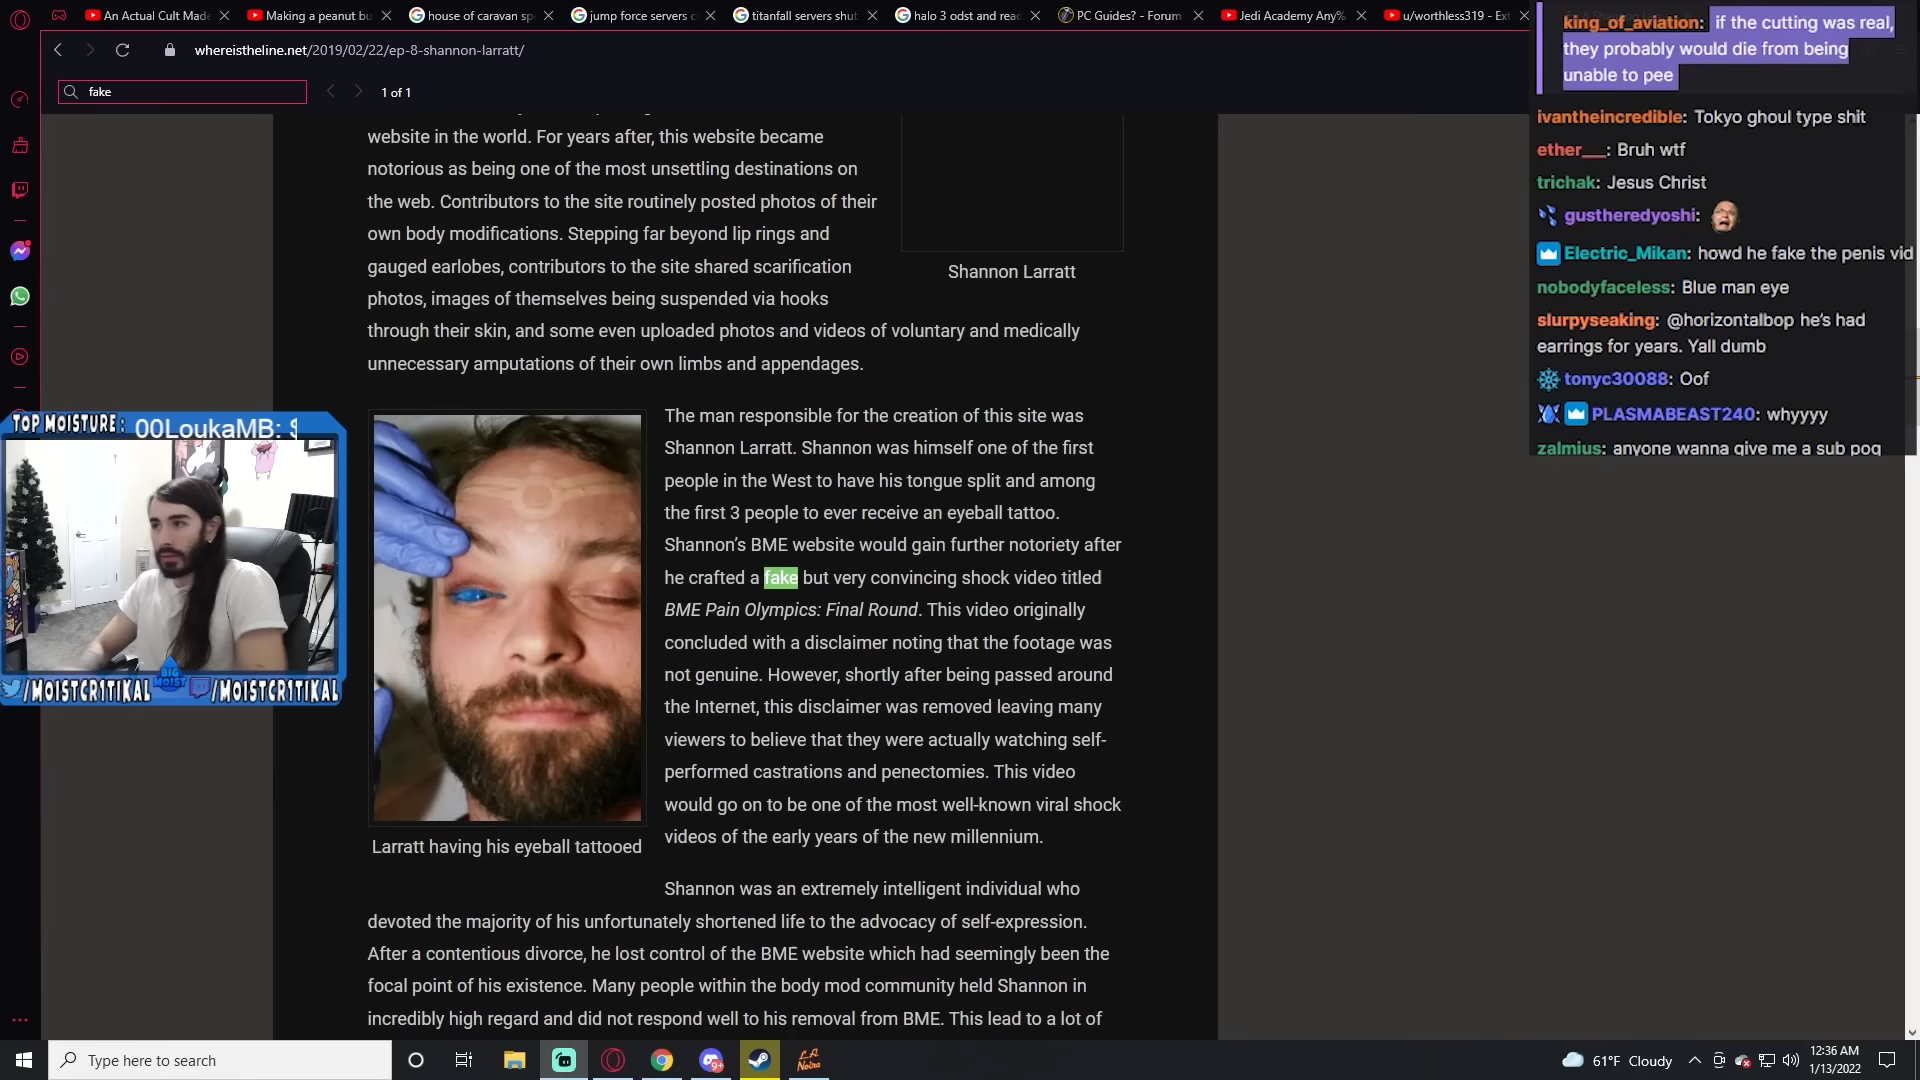 An Actual Cult Made
Making a peanut bu
house of caravan sp
jump force servers c
titanfall servers shut
halo 3 odst and reac
PC Guides? - Forum
Jedi Academy Any%
u/worthless319 - Ext
whereistheline.net/2019/02/22/ep-8-shannon-larratt/
fake
1 of 1
website in the world. For years after, this website became
notorious as being one of the most unsettling destinations on
the web. Contributors to the site routinely posted photos of their
own body modifications. Stepping far beyond lip rings and
gauged earlobes, contributors to the site shared scarification
photos, images of themselves being suspended via hooks
through their skin, and some even uploaded photos and videos of voluntary and medically
unnecessary amputations of their own limbs and appendages.
Shannon Larratt
The man responsible for the creation of this site was
Shannon Larratt. Shannon was himself one of the first
people in the West to have his tongue split and among
the first 3 people to ever receive an eyeball tattoo.
Shannon’s BME website would gain further notoriety after
he crafted a fake but very convincing shock video titled
BME Pain Olympics: Final Round. This video originally
concluded with a disclaimer noting that the footage was
not genuine. However, shortly after being passed around
the Internet, this disclaimer was removed leaving many
viewers to believe that they were actually watching self-
performed castrations and penectomies. This video
would go on to be one of the most well-known viral shock
videos of the early years of the new millennium.
Larratt having his eyeball tattooed
Shannon was an extremely intelligent individual who
devoted the majority of his unfortunately shortened life to the advocacy of self-expression.
After a contentious divorce, he lost control of the BME website which had seemingly been the
focal point of his existence. Many people within the body mod community held Shannon in
incredibly high regard and did not respond well to his removal from BME. This lead to a lot of
king_of_aviation: if the cutting was real,
they probably would die from being
unable to pee
ivantheincredible: Tokyo ghoul type shit
ether___: Bruh wtf
trichak: Jesus Christ
gustheredyoshi:
Electric_Mikan: howd he fake the penis vid
nobodyfaceless: Blue man eye
slurpyseaking: @horizontalbop he’s had
earrings for years. Yall dumb
tonyc30088: Oof
PLASMABEAST240: whyyyy
zalmius: anyone wanna give me a sub pog
TOP MOISTURE: 00LoukaMB: $
/MOISTCR1TIKAL
BIG
MOIST
/MOISTCR1TIKAL
Type here to search
9+
L.A.
Noire
61°F Cloudy
12:36 AM
1/13/2022